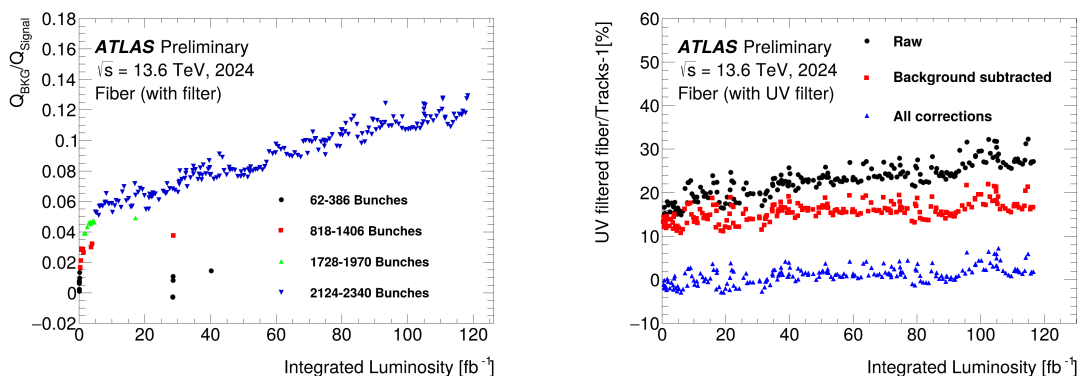 0.18
0.16
0.14
0.12
0.1
0.08
0.06
0.04
0.02
0
−0.02
Q_BKG/Q_Signal
ATLAS Preliminary
√s = 13.6 TeV, 2024
Fiber (with filter)
62-386 Bunches
818-1406 Bunches
1728-1970 Bunches
2124-2340 Bunches
0 20 40 60 80 100 120
Integrated Luminosity [fb⁻¹]
60
50
40
30
20
10
0
−10
UV filtered fiber/Tracks-1[%]
ATLAS Preliminary
√s = 13.6 TeV, 2024
Fiber (with UV filter)
Raw
Background subtracted
All corrections
0 20 40 60 80 100 120
Integrated Luminosity [fb⁻¹]